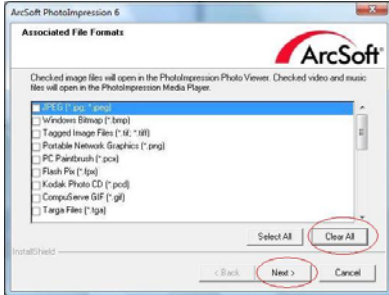 ArcSoft PhotoImpression 6
Associated File Formats
ArcSoft
Checked image files will open in the PhotoImpression Photo Viewer. Checked video and music
files will open in the PhotoImpression Media Player.
JPEG (*.jpg; *.jpeg)
Windows Bitmap (*.bmp)
Tagged Image Files (*.tif; *.tiff)
Portable Network Graphics (*.png)
PC Paintbrush (*.pcx)
Flash Pix (*.fpx)
Kodak Photo CD (*.pcd)
CompuServe GIF (*.gif)
Targa Files (*.tga)
Select All Clear All
InstallShield
< Back Next > Cancel